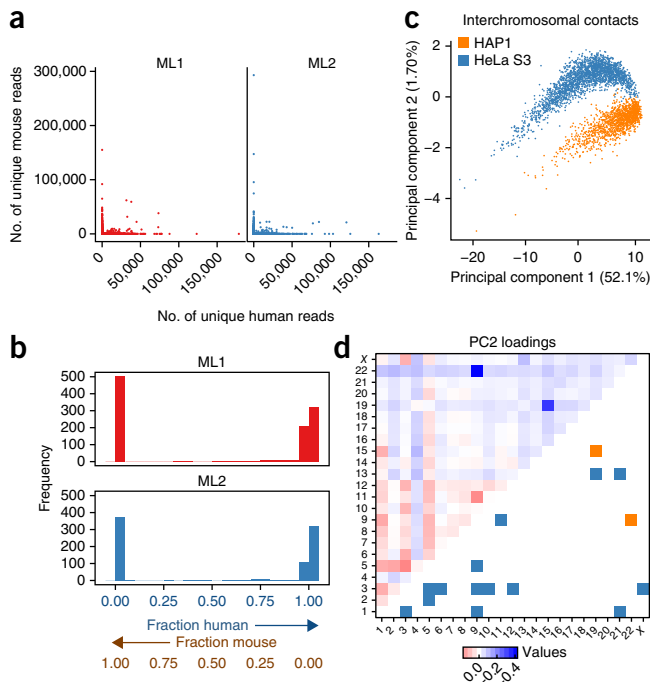 a
ML1
ML2
No. of unique mouse reads
300,000
200,000
100,000
0
0
50,000
100,000
150,000
0
50,000
100,000
150,000
No. of unique human reads
b
ML1
Frequency
500
400
300
200
100
0
ML2
500
400
300
200
100
0
0.00 0.25 0.50 0.75 1.00
Fraction human
Fraction mouse
1.00 0.75 0.50 0.25 0.00
c
Interchromosomal contacts
HAP1
HeLa S3
Principal component 2 (1.70%)
2
0
−2
−4
−20 −10 0 10
Principal component 1 (52.1%)
d
PC2 loadings
X
22
21
20
19
18
17
16
15
14
13
12
11
10
9
8
7
6
5
4
3
2
1
1 2 3 4 5 6 7 8 9 10 11 12 13 14 15 16 17 18 19 20 21 22 X
Values
0.0 -0.2 0.4